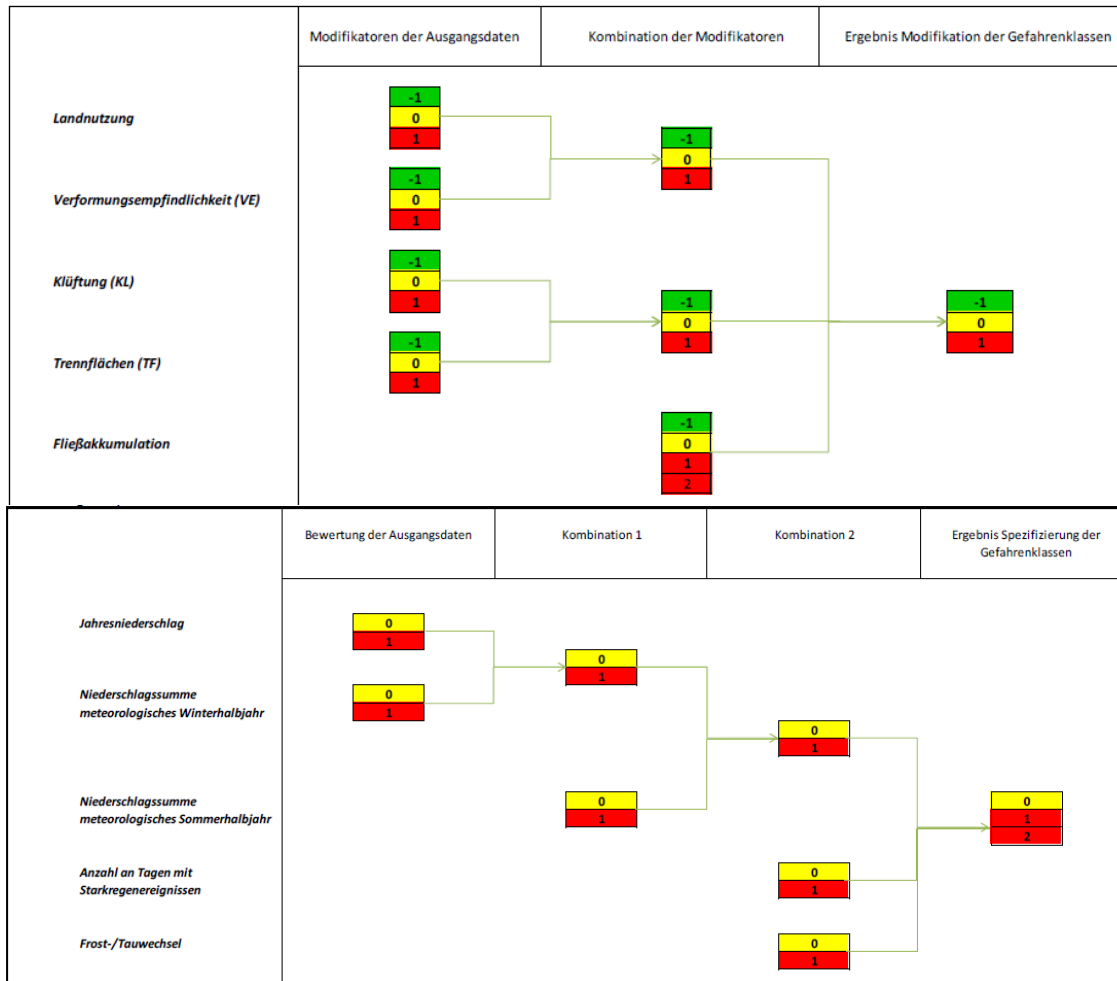 Modifikatoren der Ausgangsdaten
Kombination der Modifikatoren
Ergebnis Modifikation der Gefahrenklassen
Landnutzung
-1
0
1
Verformungsempfindlichkeit (VE)
-1
0
1
-1
0
1
Klüftung (KL)
-1
0
1
Trennflächen (TF)
-1
0
1
-1
0
1
-1
0
1
Fließakkumulation
-1
0
1
2
Bewertung der Ausgangsdaten
Kombination 1
Kombination 2
Ergebnis Spezifizierung der
Gefahrenklassen
Jahresniederschlag
0
1
Niederschlagssumme
meteorologisches Winterhalbjahr
0
1
0
1
0
1
Niederschlagssumme
meteorologisches Sommerhalbjahr
0
1
0
1
2
Anzahl an Tagen mit
Starkregenereignissen
0
1
Frost-/Tauwechsel
0
1